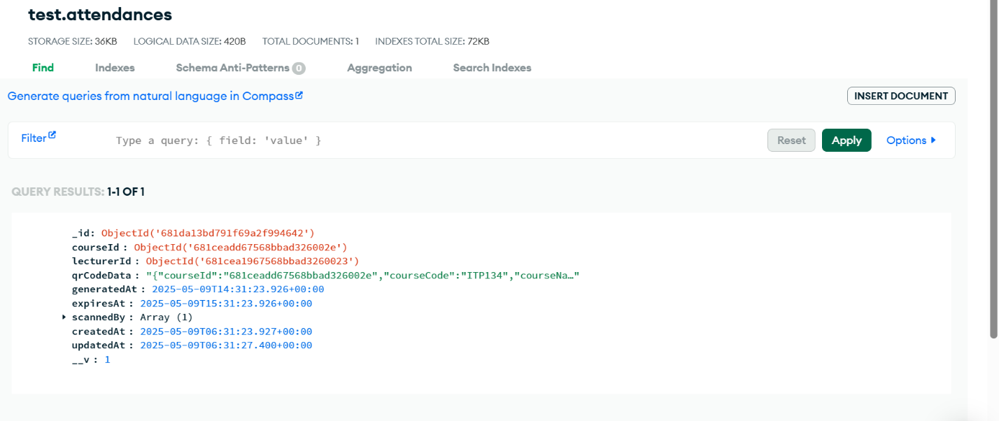 test.attendances
STORAGE SIZE: 36KB LOGICAL DATA SIZE: 420B TOTAL DOCUMENTS: 1 INDEXES TOTAL SIZE: 72KB
Find Indexes Schema Anti-Patterns 0 Aggregation Search Indexes
Generate queries from natural language in Compass
INSERT DOCUMENT
Filter Type a query: { field: 'value' } Reset Apply Options
QUERY RESULTS: 1-1 OF 1
_id: ObjectId('681da13bd791f69a2f994642')
courseId : ObjectId('681ceadd67568bbad326002e')
lecturerId : ObjectId('681cea1967568bbad3260023')
qrCodeData : "{"courseId":"681ceadd67568bbad326002e","courseCode":"ITP134","courseNa…"
generatedAt : 2025-05-09T14:31:23.926+00:00
expiresAt : 2025-05-09T15:31:23.926+00:00
scannedBy : Array (1)
createdAt : 2025-05-09T06:31:23.927+00:00
updatedAt : 2025-05-09T06:31:27.400+00:00
__v : 1